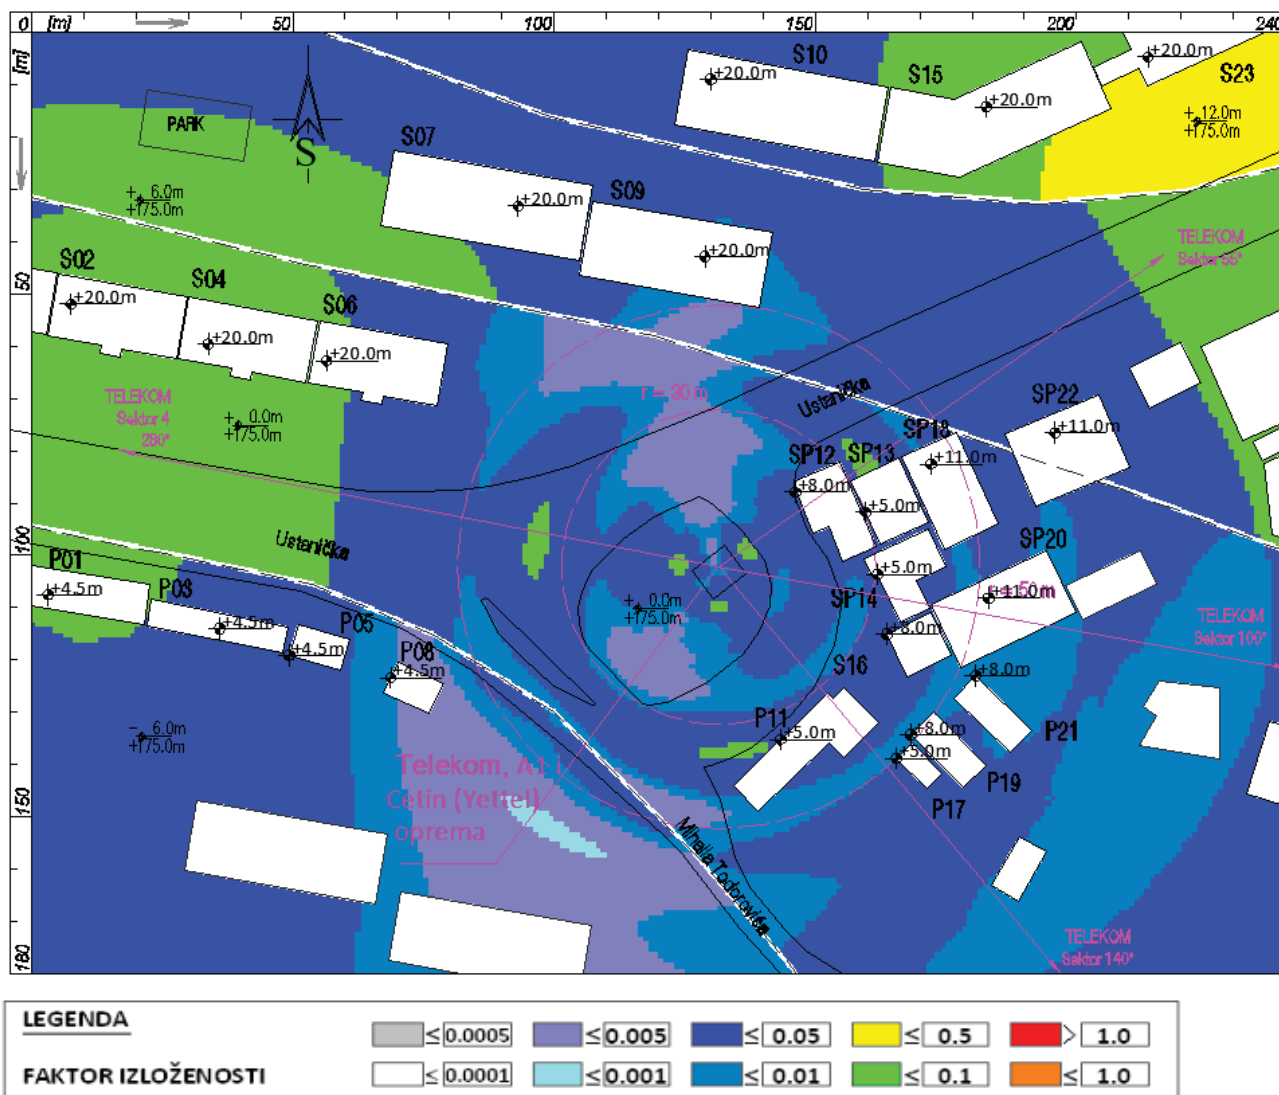 0 [m] 50 100 150 200 240
[m]
50
100
150
180
PARK
S
S07
S09
S10
S15
S23
+20.0m
+20.0m
+20.0m
+20.0m
+20.0m
+ 12.0m
+175.0m
+ 6.0m
+175.0m
S02
S04
S06
+20.0m
+20.0m
+20.0m
TELEKOM
Sektor 4
280°
+ 0.0m
+175.0m
TELEKOM
r = 30 m
Ustanička
SP12
SP13
SP18
SP22
+8.0m
+5.0m
+11.0m
+11.0m
Ustanička
P01
+4.5m
P03
+4.5m
P05
+4.5m
P08
+4.5m
+ 0.0m
+175.0m
SP14
+5.0m
+8.0m
SP20
+11.0m
TELEKOM
Sektor 100°
S16
+8.0m
P11
+5.0m
+8.0m
+5.0m
P21
P19
P17
− 6.0m
+175.0m
Telekom, A1 i
Cetin (Yettel)
oprema
Mihaila Todorovića
TELEKOM
Sektor 140°
LEGENDA
≤ 0.0005 ≤ 0.005 ≤ 0.05 ≤ 0.5 > 1.0
FAKTOR IZLOŽENOSTI
≤ 0.0001 ≤ 0.001 ≤ 0.01 ≤ 0.1 ≤ 1.0